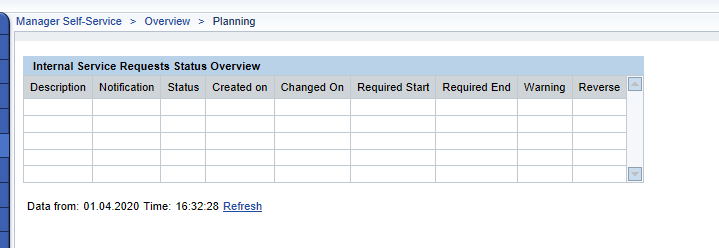 Manager Self-Service > Overview > Planning
Internal Service Requests Status Overview
Description Notification Status Created on Changed On Required Start Required End Warning Reverse
Data from: 01.04.2020 Time: 16:32:28 Refresh